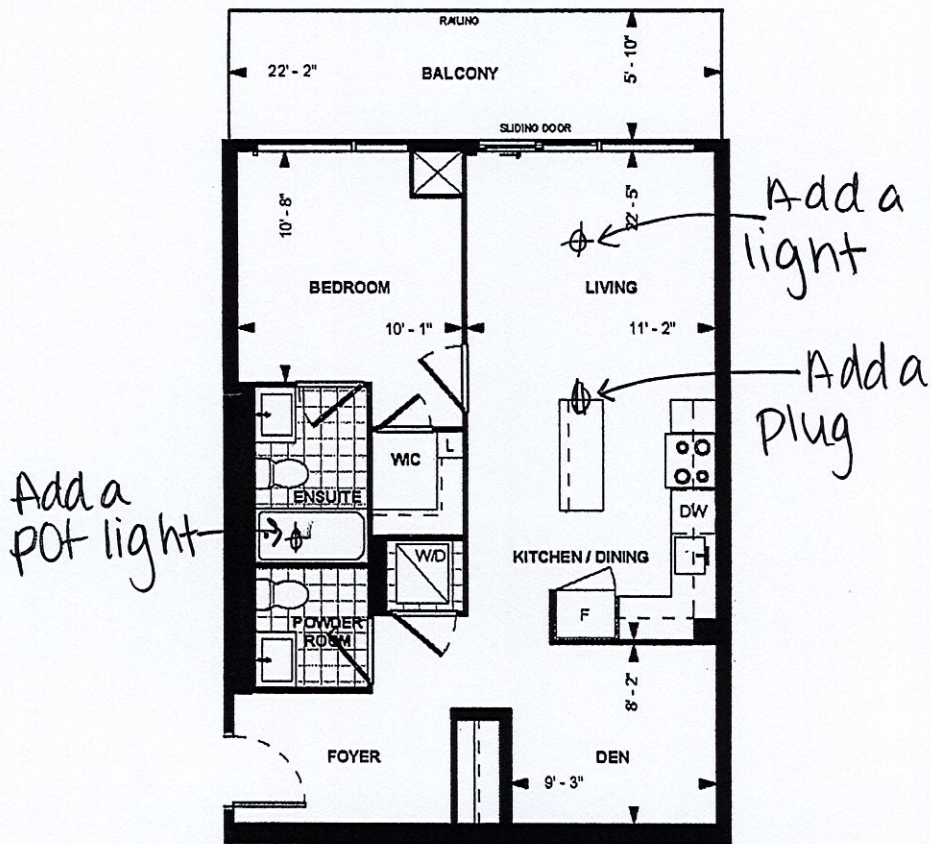 RAILING
22' - 2"
BALCONY
5' - 10"
SLIDING DOOR
10' - 8"
22' - 5"
Add a
light
BEDROOM
LIVING
10' - 1"
11' - 2"
Add a
plug
WIC
L
ENSUITE
Add a
pot light
DW
W/D
KITCHEN / DINING
F
POWDER
ROOM
8' - 2"
FOYER
DEN
9' - 3"